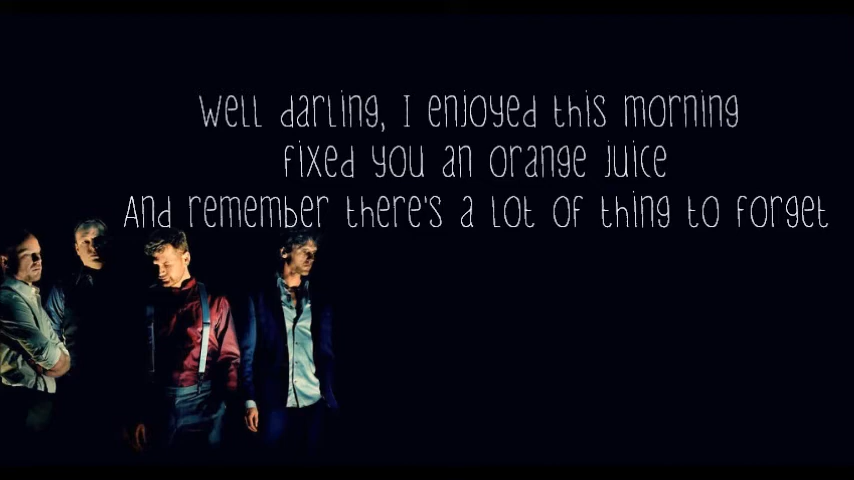 Well darling, I enjoyed this morning
fixed you an orange juice
And remember there's a lot of thing to forget